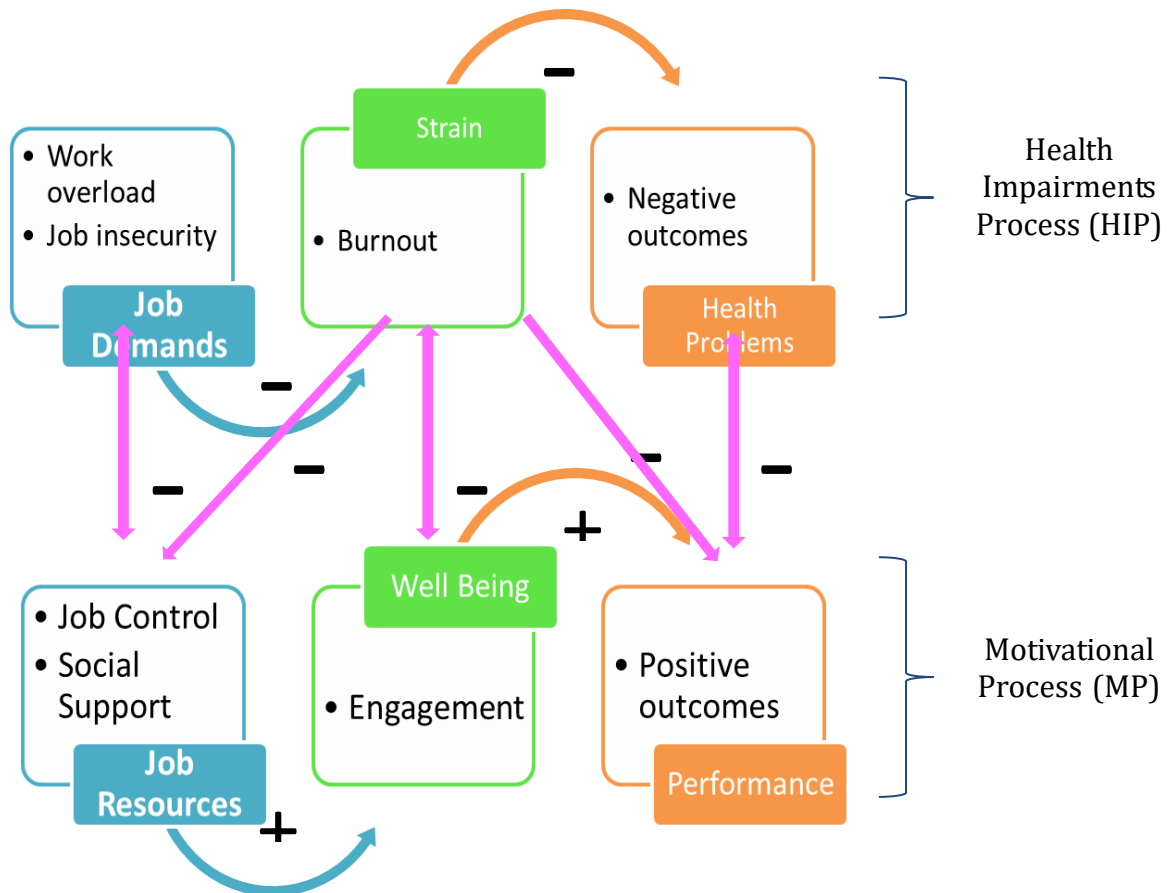 −
Strain
• Work
overload
• Job insecurity
Job
Demands
• Burnout
• Negative
outcomes
Health
Problems
Health
Impairments
Process (HIP)
−
−
−
−
−
−
+
• Job Control
• Social
Support
Job
Resources
+
Well Being
• Engagement
• Positive
outcomes
Performance
Motivational
Process (MP)